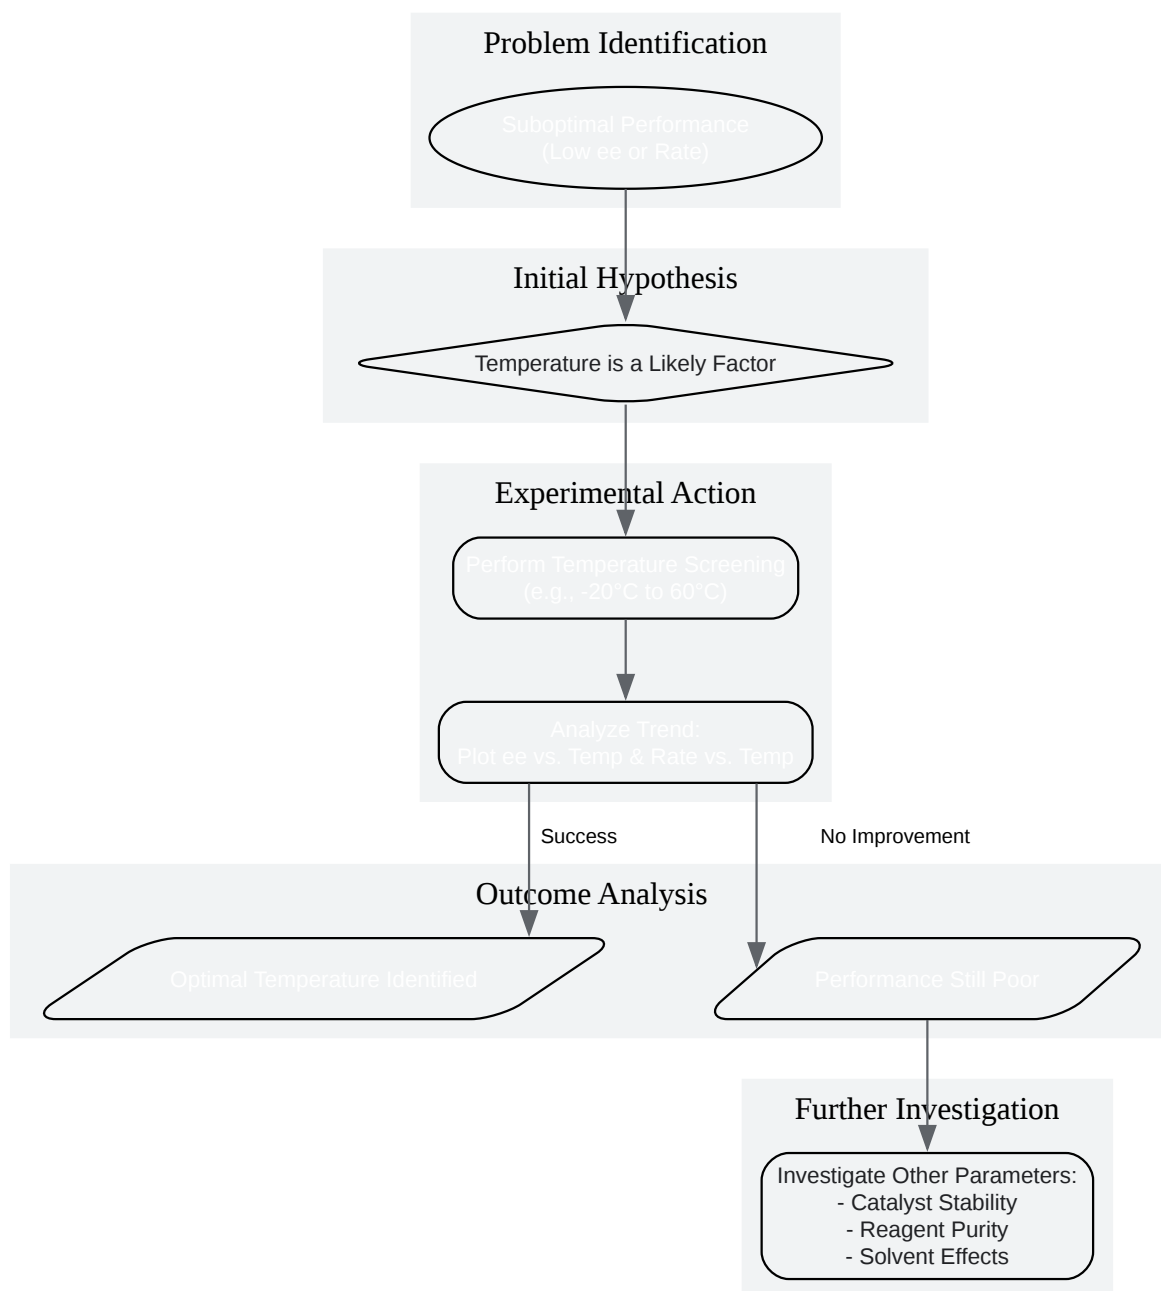 Problem Identification
Suboptimal Performance
(Low ee or Rate)
Initial Hypothesis
Temperature is a Likely Factor
Experimental Action
Perform Temperature Screening
(e.g., -20°C to 60°C)
Analyze Trend:
Plot ee vs. Temp & Rate vs. Temp
Success
No Improvement
Outcome Analysis
Optimal Temperature Identified
Performance Still Poor
Further Investigation
Investigate Other Parameters:
- Catalyst Stability
- Reagent Purity
- Solvent Effects